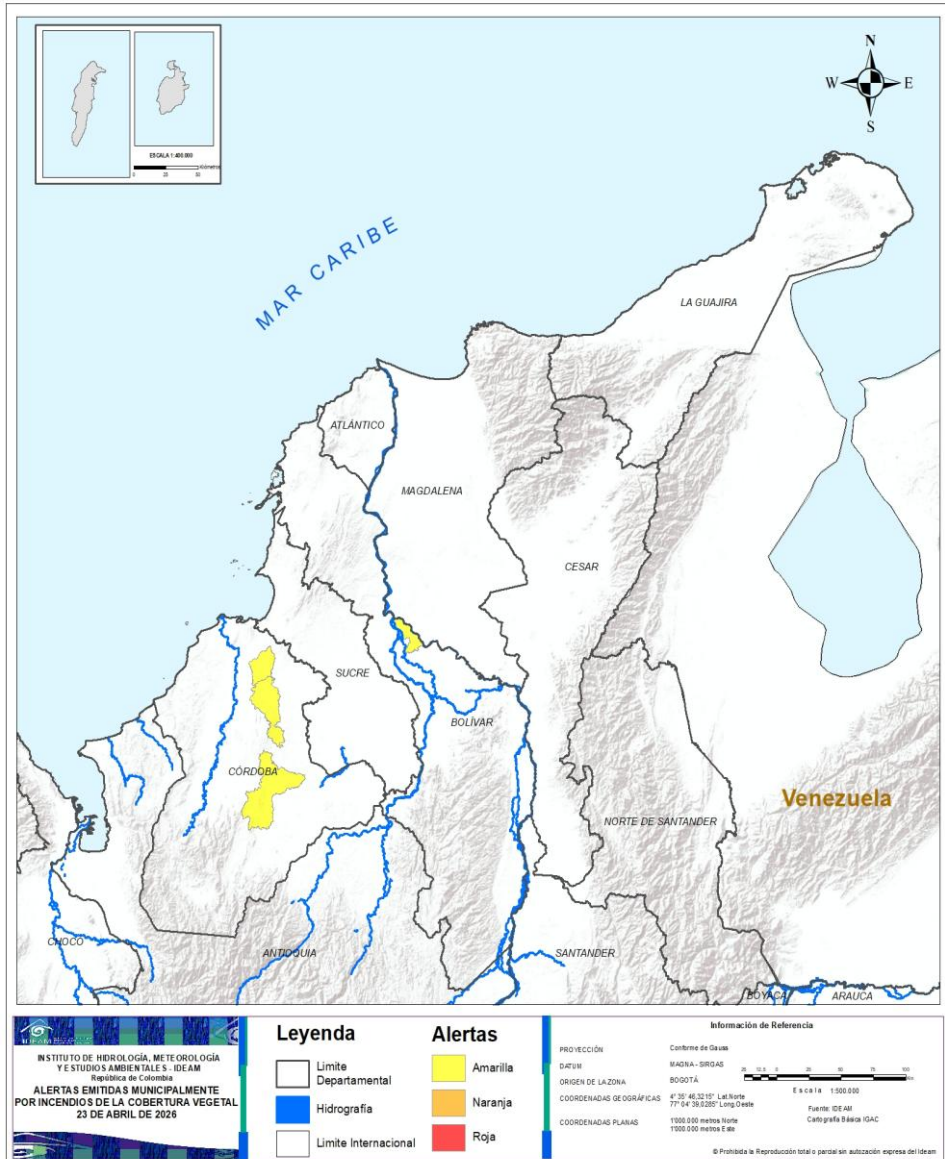 ESCALA 1:400.000
Kilómetros
0 20 30
N
W E
S
MAR CARIBE
LA GUAJIRA
ATLÁNTICO
MAGDALENA
CESAR
SUCRE
BOLÍVAR
CÓRDOBA
Venezuela
NORTE DE SANTANDER
CHOCO
ANTIOQUIA
SANTANDER
BOYACA
ARAUCA
IDEAM
INSTITUTO DE HIDROLOGÍA, METEOROLOGÍA
Y ESTUDIOS AMBIENTALES - IDEAM
República de Colombia
ALERTAS EMITIDAS MUNICIPALMENTE
POR INCENDIOS DE LA COBERTURA VEGETAL
23 DE ABRIL DE 2026
Leyenda
Limite
Departamental
Hidrografía
Limite Internacional
Alertas
Amarilla
Naranja
Roja
Información de Referencia
PROYECCIÓN Conforme de Gauss
DATUM MAGNA - SIRGAS
ORIGEN DE LA ZONA BOGOTÁ
COORDENADAS GEOGRÁFICAS 4° 35' 46,3215" Lat.Norte
77° 04' 39,0285" Long.Oeste
COORDENADAS PLANAS 1'000.000 metros Norte
1'000.000 metros Este
Escala 1:500.000
Fuente: IDEAM
Cartografía Básica IGAC
© Prohibida la Reproducción total o parcial sin autozación expresa del Ideam